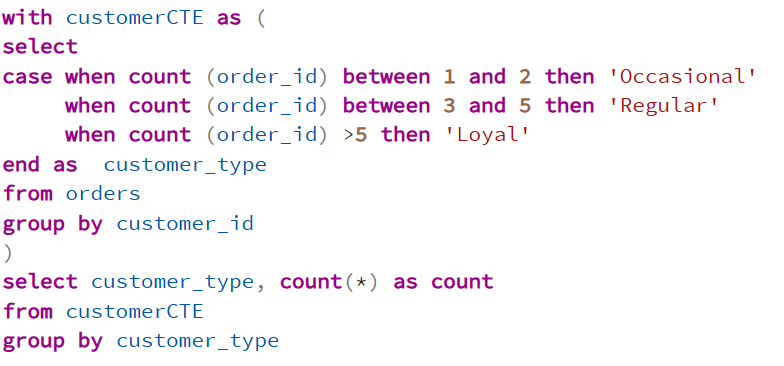 with customerCTE as (
select
case when count (order_id) between 1 and 2 then 'Occasional'
     when count (order_id) between 3 and 5 then 'Regular'
     when count (order_id) >5 then 'Loyal'
end as  customer_type
from orders
group by customer_id
)
select customer_type, count(*) as count
from customerCTE
group by customer_type